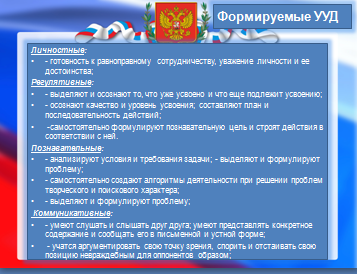 Формируемые УУД
Личностные:
- готовность к равноправному сотрудничеству, уважение личности и ее
достоинства;
Регулятивные:
- выделяют и осознают то, что уже усвоено и что еще подлежит усвоению;
- осознают качество и уровень усвоения; составляют план и
последовательность действий;
-самостоятельно формулируют познавательную цель и строят действия в
соответствии с ней.
Познавательные:
- анализируют условия и требования задачи; - выделяют и формулируют
проблему;
- самостоятельно создают алгоритмы деятельности при решении проблем
творческого и поискового характера;
- выделяют и формулируют проблему;
Коммуникативные:
- умеют слушать и слышать друг друга; умеют представлять конкретное
содержание и сообщать его в письменной и устной форме;
- учатся аргументировать свою точку зрения, спорить и отстаивать свою
позицию невраждебным для оппонентов образом;